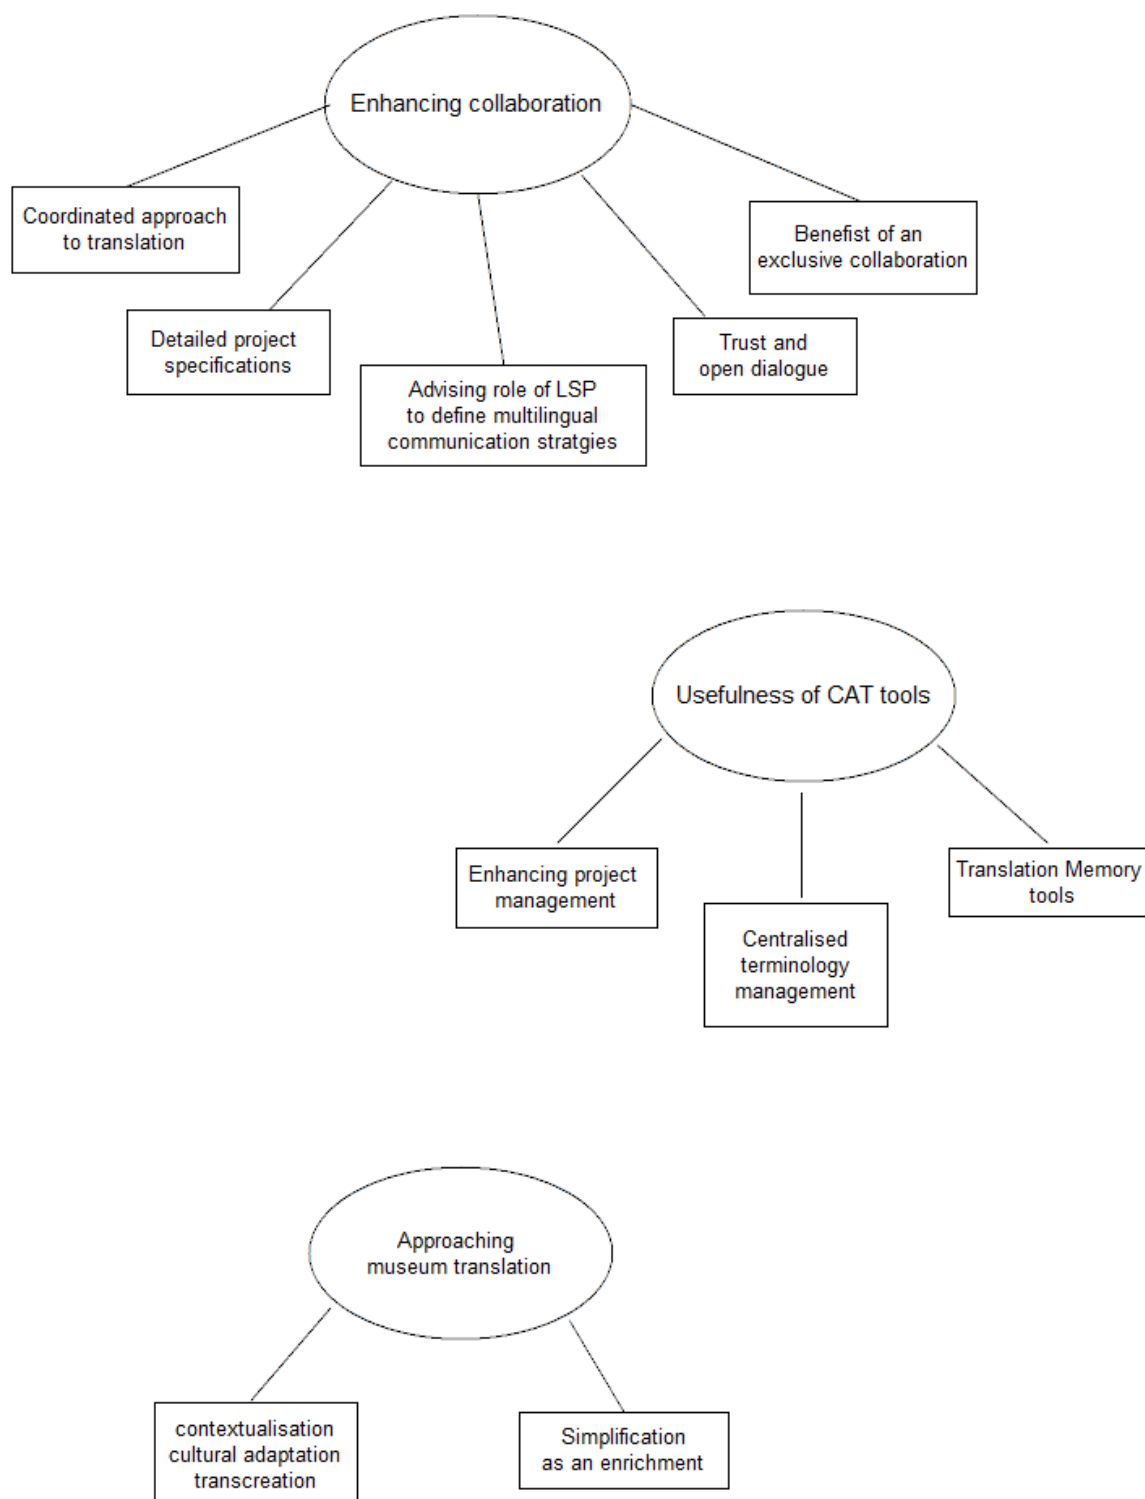 Enhancing collaboration
Coordinated approach
to translation
Benefist of an
exclusive collaboration
Detailed project
specifications
Trust and
open dialogue
Advising role of LSP
to define multilingual
communication stratgies
Usefulness of CAT tools
Enhancing project
management
Translation Memory
tools
Centralised
terminology
management
Approaching
museum translation
contextualisation
cultural adaptation
transcreation
Simplification
as an enrichment